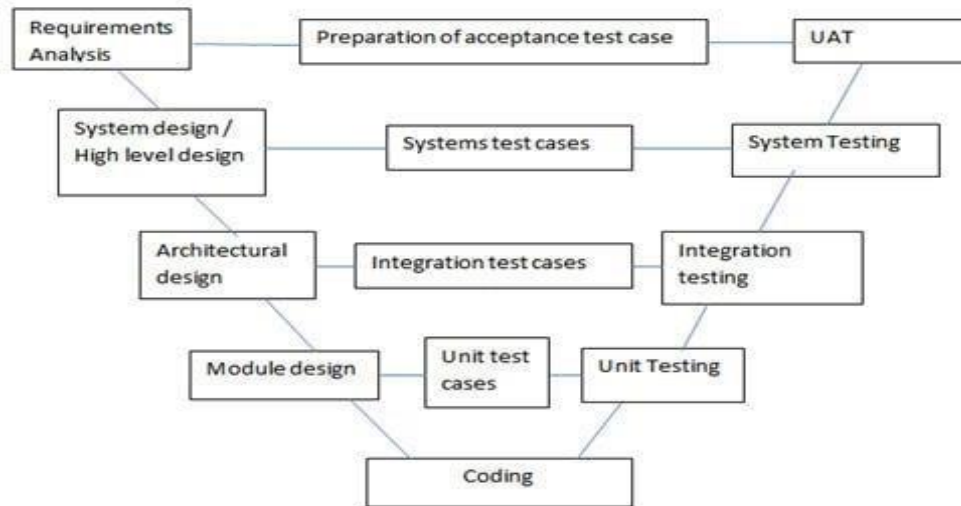 Requirements
Analysis
Preparation of acceptance test case
UAT
System design /
High level design
Systems test cases
System Testing
Architectural
design
Integration test cases
Integration
testing
Module design
Unit test
cases
Unit Testing
Coding